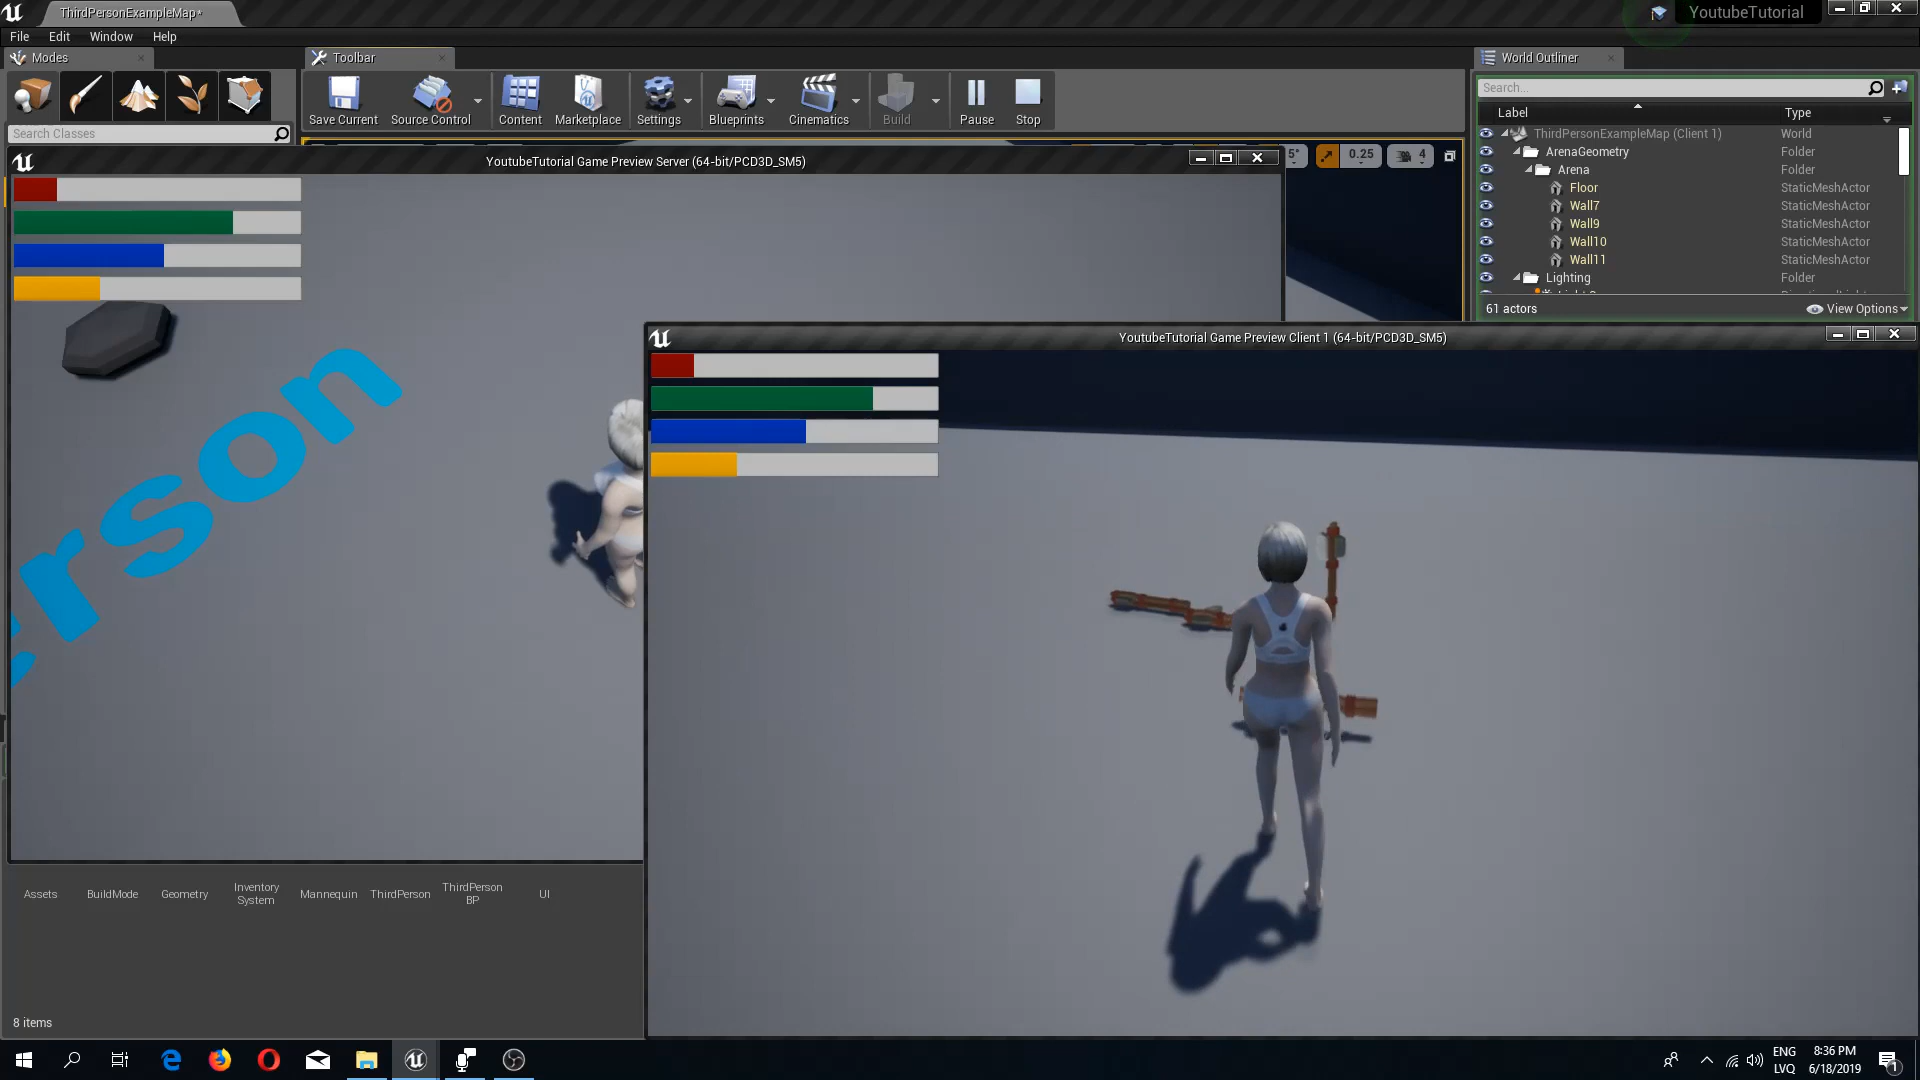 ThirdPersonExampleMap*
YoutubeTutorial
File Edit Window Help
Modes
Toolbar
World Outliner
Search Classes
Save Current
Source Control
Content
Marketplace
Settings
Blueprints
Cinematics
Build
Pause
Stop
Search...
Label Type
ThirdPersonExampleMap (Client 1) World
ArenaGeometry Folder
Arena Folder
Floor StaticMeshActor
Wall7 StaticMeshActor
Wall9 StaticMeshActor
Wall10 StaticMeshActor
Wall11 StaticMeshActor
Lighting Folder
61 actors
View Options
YoutubeTutorial Game Preview Server (64-bit/PCD3D_SM5)
5°
0.25
4
YoutubeTutorial Game Preview Client 1 (64-bit/PCD3D_SM5)
erson
Assets
BuildMode
Geometry
Inventory
System
Mannequin
ThirdPerson
ThirdPerson
BP
UI
8 items
ENG
LVQ
8:36 PM
6/18/2019
1